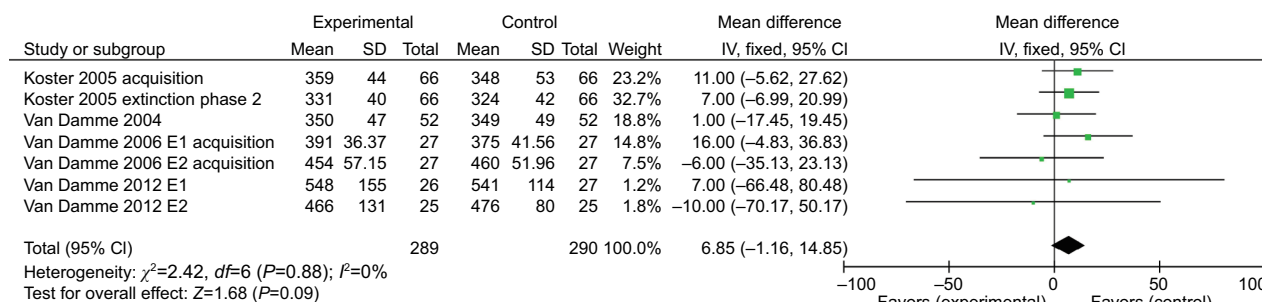 Experimental Control Mean difference Mean difference
Study or subgroup Mean SD Total Mean SD Total Weight IV, fixed, 95% CI IV, fixed, 95% CI
Koster 2005 acquisition 359 44 66 348 53 66 23.2% 11.00 (–5.62, 27.62)
Koster 2005 extinction phase 2 331 40 66 324 42 66 32.7% 7.00 (–6.99, 20.99)
Van Damme 2004 350 47 52 349 49 52 18.8% 1.00 (–17.45, 19.45)
Van Damme 2006 E1 acquisition 391 36.37 27 375 41.56 27 14.8% 16.00 (–4.83, 36.83)
Van Damme 2006 E2 acquisition 454 57.15 27 460 51.96 27 7.5% –6.00 (–35.13, 23.13)
Van Damme 2012 E1 548 155 26 541 114 27 1.2% 7.00 (–66.48, 80.48)
Van Damme 2012 E2 466 131 25 476 80 25 1.8% –10.00 (–70.17, 50.17)
Total (95% CI) 289 290 100.0% 6.85 (–1.16, 14.85)
Heterogeneity: χ²=2.42, df=6 (P=0.88); I²=0%
Test for overall effect: Z=1.68 (P=0.09)
–100 –50 0 50 100
Favors (experimental) Favors (control)